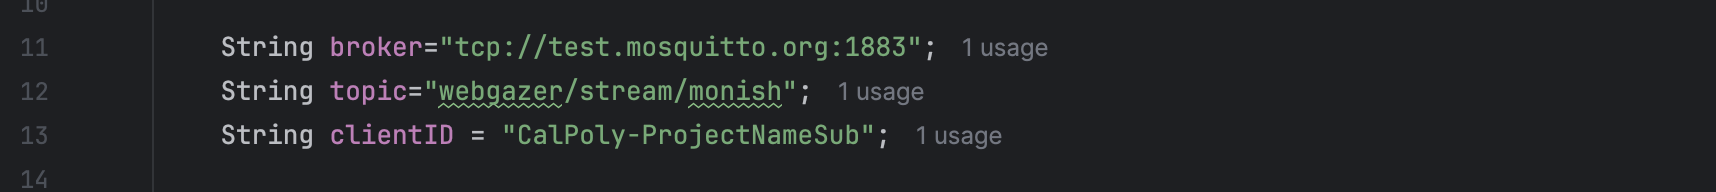 10
11 String broker="tcp://test.mosquitto.org:1883"; 1 usage
12 String topic="webgazer/stream/monish"; 1 usage
13 String clientID = "CalPoly-ProjectNameSub"; 1 usage
14